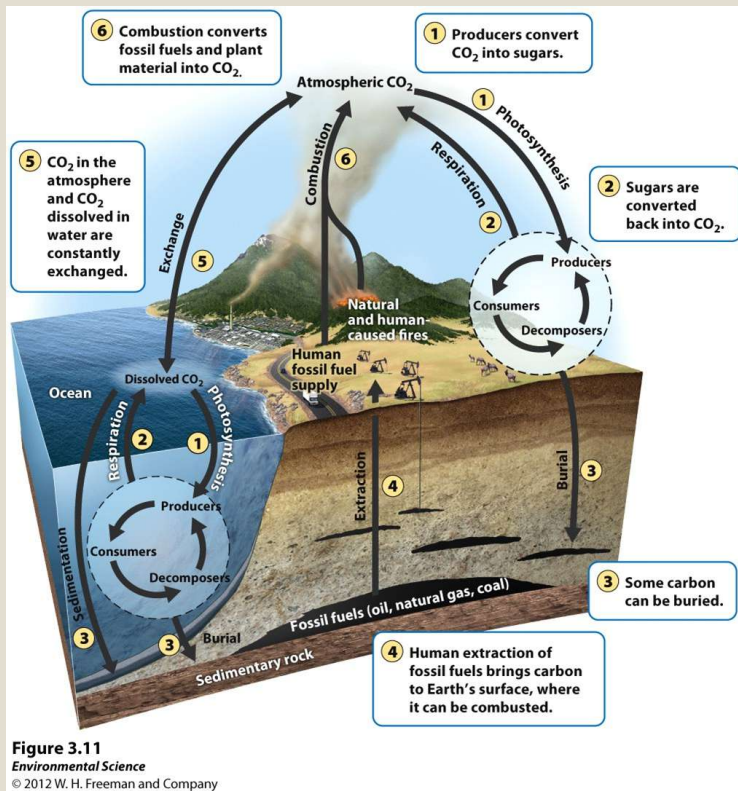 6 Combustion converts
fossil fuels and plant
material into CO₂.
1 Producers convert
CO₂ into sugars.
Atmospheric CO₂
1
Photosynthesis
Respiration
2
Combustion
6
5 CO₂ in the
atmosphere
and CO₂
dissolved in
water are
constantly
exchanged.
Exchange
5
2 Sugars are
converted
back into CO₂.
Producers
Consumers
Decomposers
Natural
and human-
caused fires
Human
fossil fuel
supply
Ocean
Dissolved CO₂
Respiration
2
1
Photosynthesis
Producers
Consumers
Decomposers
Sedimentation
3
3
Burial
Extraction
4
Burial
3
Fossil fuels (oil, natural gas, coal)
Sedimentary rock
3 Some carbon
can be buried.
4 Human extraction of
fossil fuels brings carbon
to Earth's surface, where
it can be combusted.
Figure 3.11
Environmental Science
© 2012 W. H. Freeman and Company